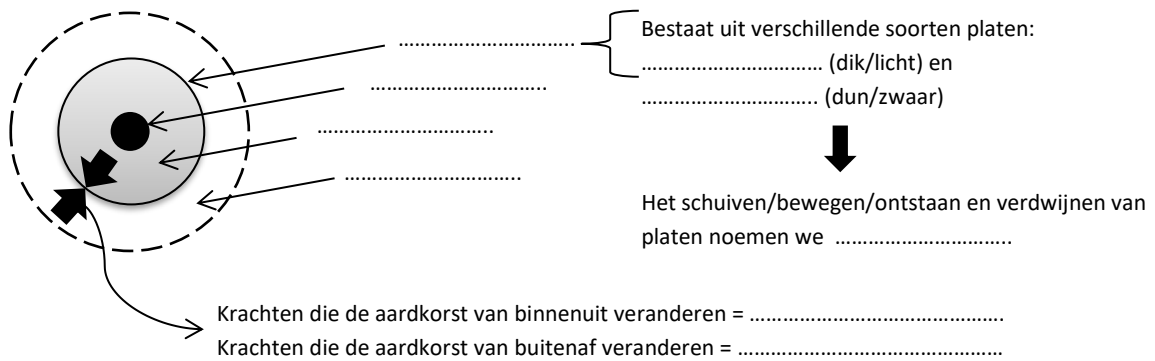 ……………………………
Bestaat uit verschillende soorten platen:
…………………………… (dik/licht) en
………………………….. (dun/zwaar)
…………………………..
…………………………..
…………………………..
Het schuiven/bewegen/ontstaan en verdwijnen van
platen noemen we …………………………..
Krachten die de aardkorst van binnenuit veranderen = ……………………………………….
Krachten die de aardkorst van buitenaf veranderen = …………………………………………